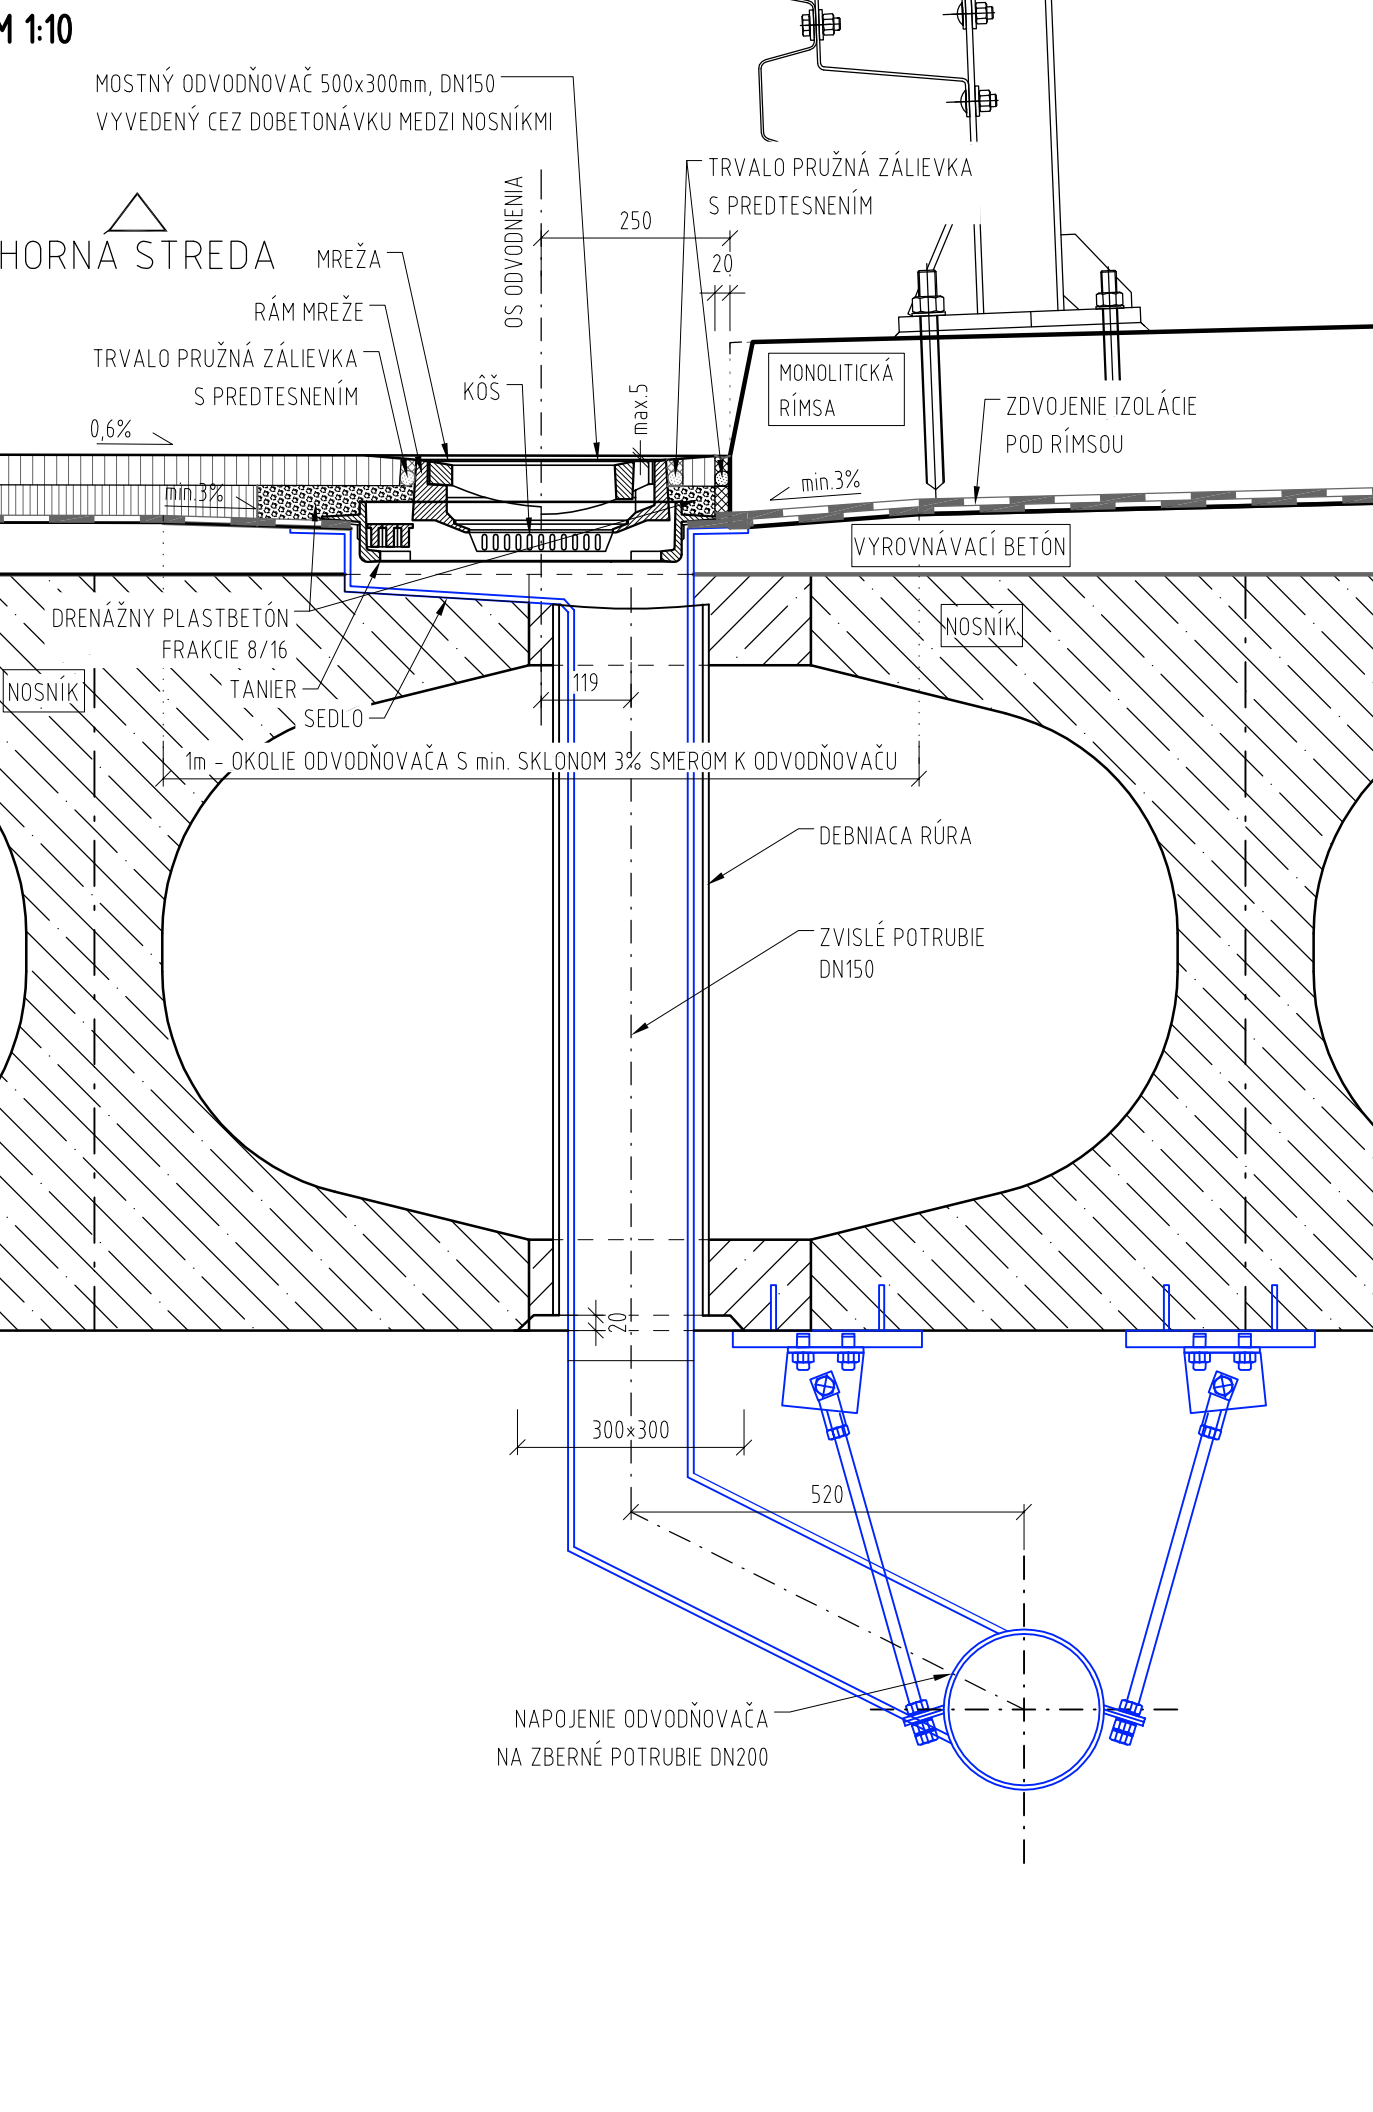 M 1:10
MOSTNÝ ODVODŇOVAČ 500x300mm, DN150
VYVEDENÝ CEZ DOBETONÁVKU MEDZI NOSNÍKMI
TRVALO PRUŽNÁ ZÁLIEVKA
S PREDTESNENÍM
OS ODVODNENIA
250
20
HORNÁ STREDA
MREŽA
RÁM MREŽE
TRVALO PRUŽNÁ ZÁLIEVKA
S PREDTESNENÍM
KÔŠ
max.5
MONOLITICKÁ
RÍMSA
ZDVOJENIE IZOLÁCIE
POD RÍMSOU
0,6%
min.3%
min.3%
VYROVNÁVACÍ BETÓN
DRENÁŽNY PLASTBETÓN
FRAKCIE 8/16
NOSNÍK
NOSNÍK
TANIER
119
SEDLO
1m - OKOLIE ODVODŇOVAČA S min. SKLONOM 3% SMEROM K ODVODŇOVAČU
DEBNIACA RÚRA
ZVISLÉ POTRUBIE
DN150
20
300x300
520
NAPOJENIE ODVODŇOVAČA
NA ZBERNÉ POTRUBIE DN200